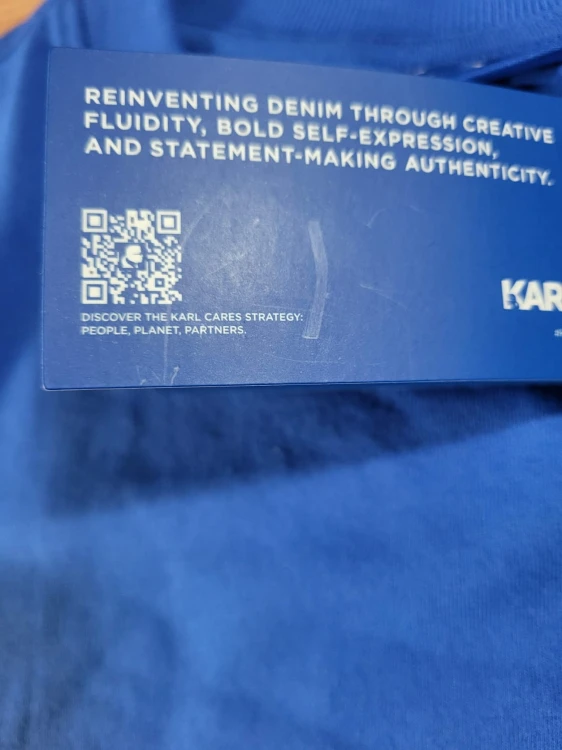 REINVENTING DENIM THROUGH CREATIVE
FLUIDITY, BOLD SELF-EXPRESSION,
AND STATEMENT-MAKING AUTHENTICITY.
KAR
DISCOVER THE KARL CARES STRATEGY:
PEOPLE, PLANET, PARTNERS.